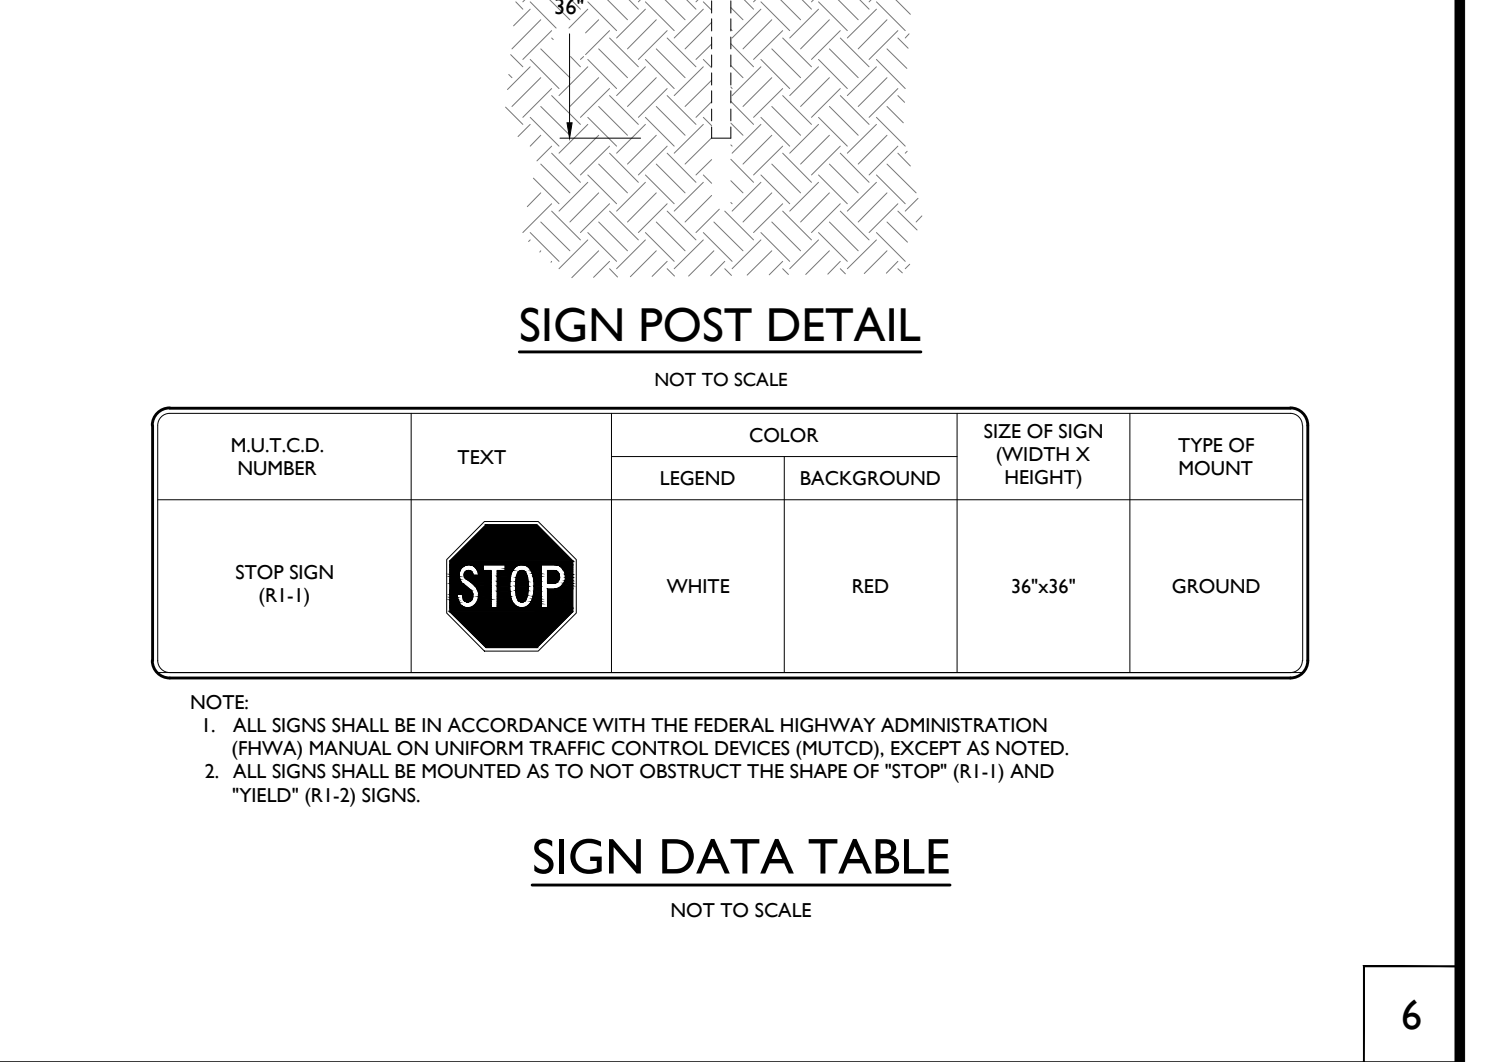 36"
SIGN POST DETAIL
NOT TO SCALE
M.U.T.C.D.
NUMBER
TEXT
COLOR
LEGEND
BACKGROUND
SIZE OF SIGN
(WIDTH X
HEIGHT)
TYPE OF
MOUNT
STOP SIGN
(R1-1)
STOP
WHITE
RED
36"x36"
GROUND
NOTE:
1. ALL SIGNS SHALL BE IN ACCORDANCE WITH THE FEDERAL HIGHWAY ADMINISTRATION
(FHWA) MANUAL ON UNIFORM TRAFFIC CONTROL DEVICES (MUTCD), EXCEPT AS NOTED.
2. ALL SIGNS SHALL BE MOUNTED AS TO NOT OBSTRUCT THE SHAPE OF "STOP" (R1-1) AND
"YIELD" (R1-2) SIGNS.
SIGN DATA TABLE
NOT TO SCALE
6